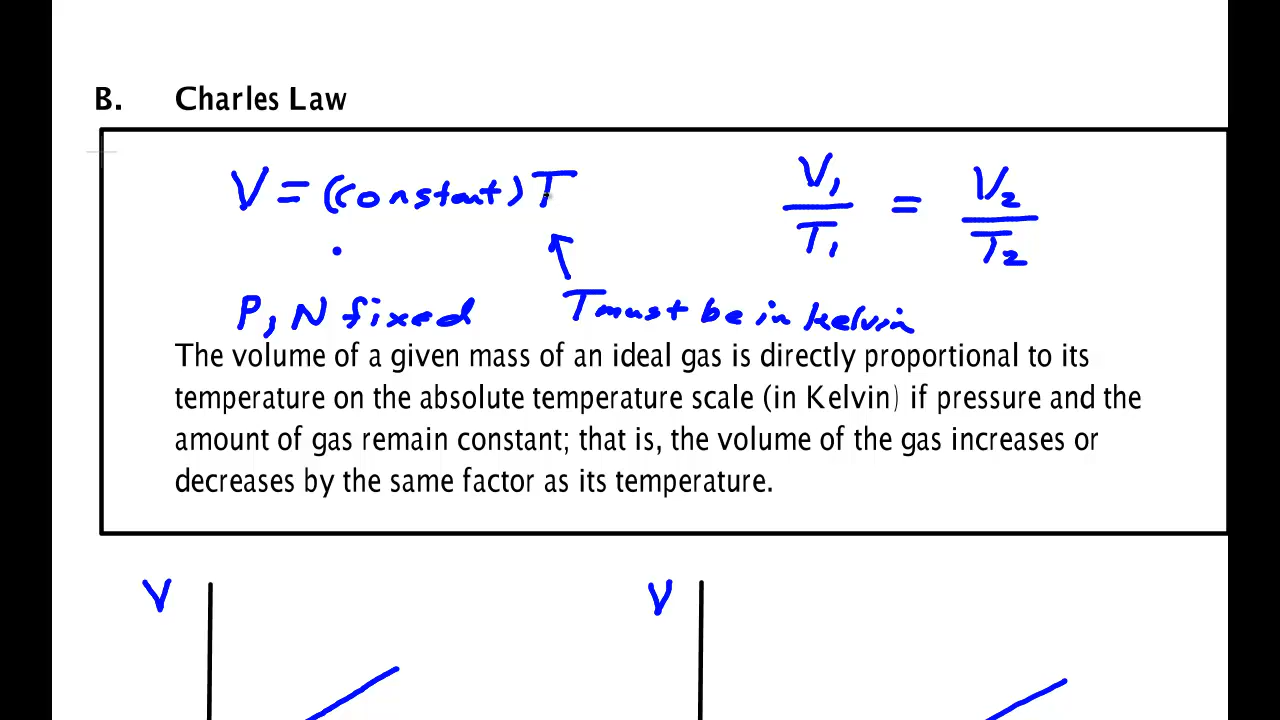 B. Charles Law
V = (constant) T
V₁/T₁ = V₂/T₂
P, N fixed
T must be in kelvin
The volume of a given mass of an ideal gas is directly proportional to its
temperature on the absolute temperature scale (in Kelvin) if pressure and the
amount of gas remain constant; that is, the volume of the gas increases or
decreases by the same factor as its temperature.
V
V